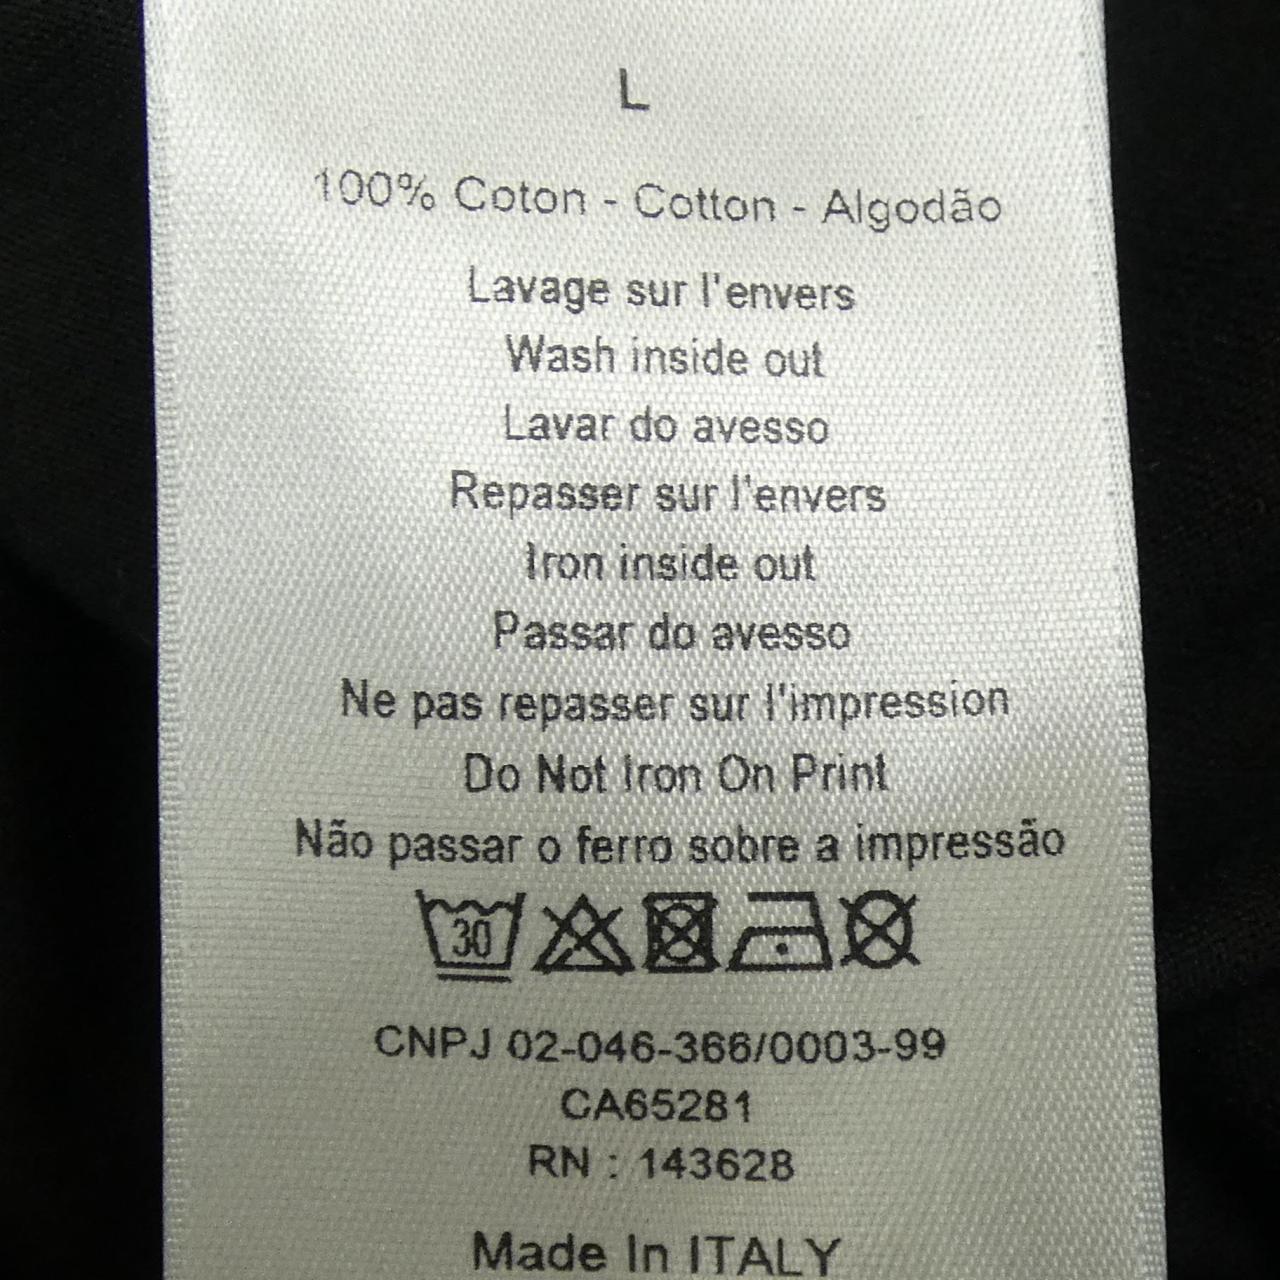 L
100% Coton - Cotton - Algodão
Lavage sur l'envers
Wash inside out
Lavar do avesso
Repasser sur l'envers
Iron inside out
Passar do avesso
Ne pas repasser sur l'impression
Do Not Iron On Print
Não passar o ferro sobre a impressão
30
CNPJ 02-046-366/0003-99
CA65281
RN : 143628
Made In ITALY